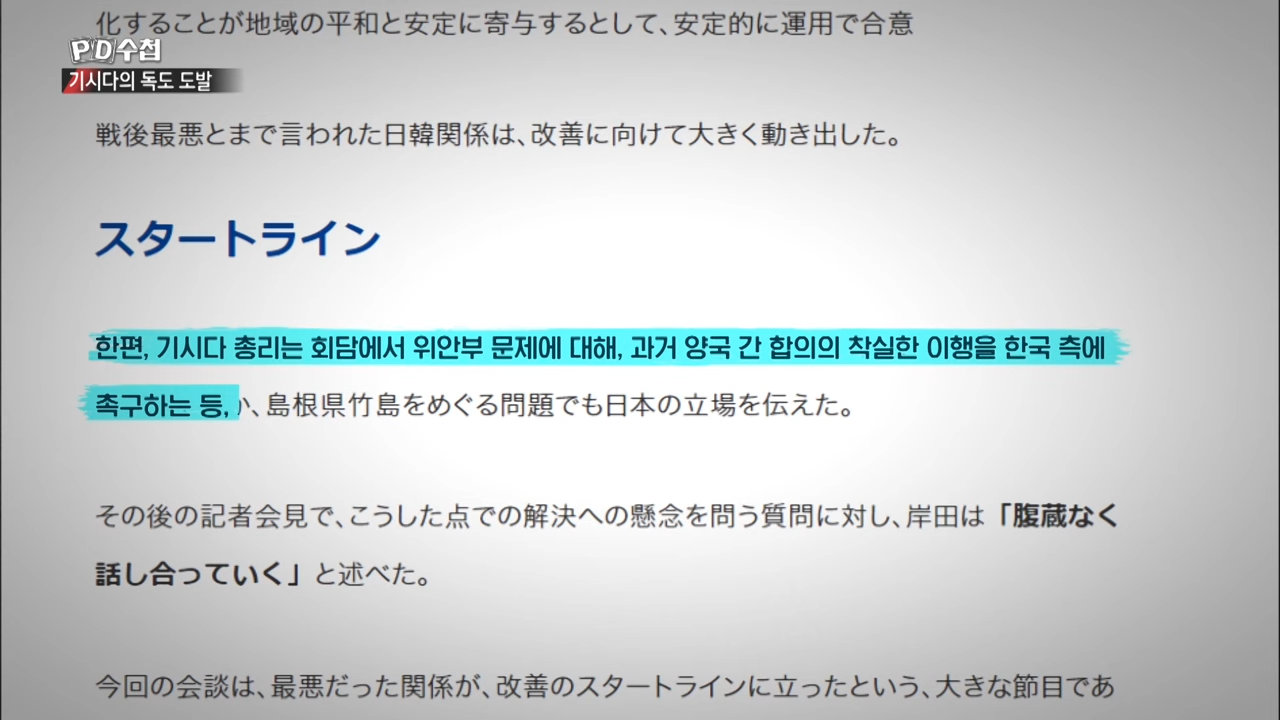 化することが地域の平和と安定に寄与するとして、安定的に運用で合意
PD수첩
기시다의 독도 도발
戦後最悪とまで言われた日韓関係は、改善に向けて大きく動き出した。
スタートライン
한편, 기시다 총리는 회담에서 위안부 문제에 대해, 과거 양국 간 합의의 착실한 이행을 한국 측에
촉구하는 등, か、島根県竹島をめぐる問題でも日本の立場を伝えた。
その後の記者会見で、こうした点での解決への懸念を問う質問に対し、岸田は「腹蔵なく
話し合っていく」と述べた。
今回の会談は、最悪だった関係が、改善のスタートラインに立ったという、大きな節目であ